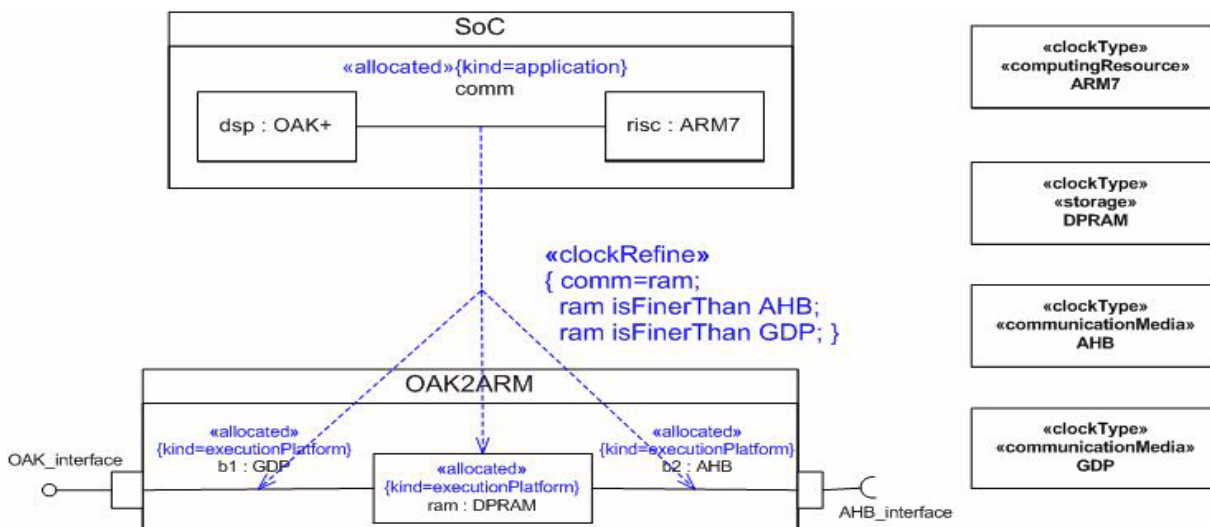 SoC
«allocated»{kind=application}
comm
dsp : OAK+
risc : ARM7
«clockRefine»
{ comm=ram;
ram isFinerThan AHB;
ram isFinerThan GDP; }
OAK2ARM
«allocated»
{kind=executionPlatform}
b1 : GDP
«allocated»
{kind=executionPlatform}
ram : DPRAM
«allocated»
{kind=executionPlatform}
b2 : AHB
OAK_interface
AHB_interface
«clockType»
«computingResource»
ARM7
«clockType»
«storage»
DPRAM
«clockType»
«communicationMedia»
AHB
«clockType»
«communicationMedia»
GDP